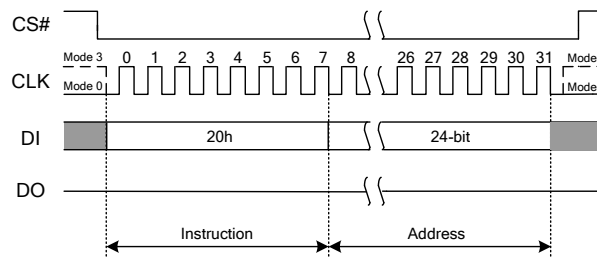 CS#
Mode 3 0 1 2 3 4 5 6 7 8 26 27 28 29 30 31 Mode
CLK
Mode 0 Mode
DI 20h 24-bit
DO
Instruction Address